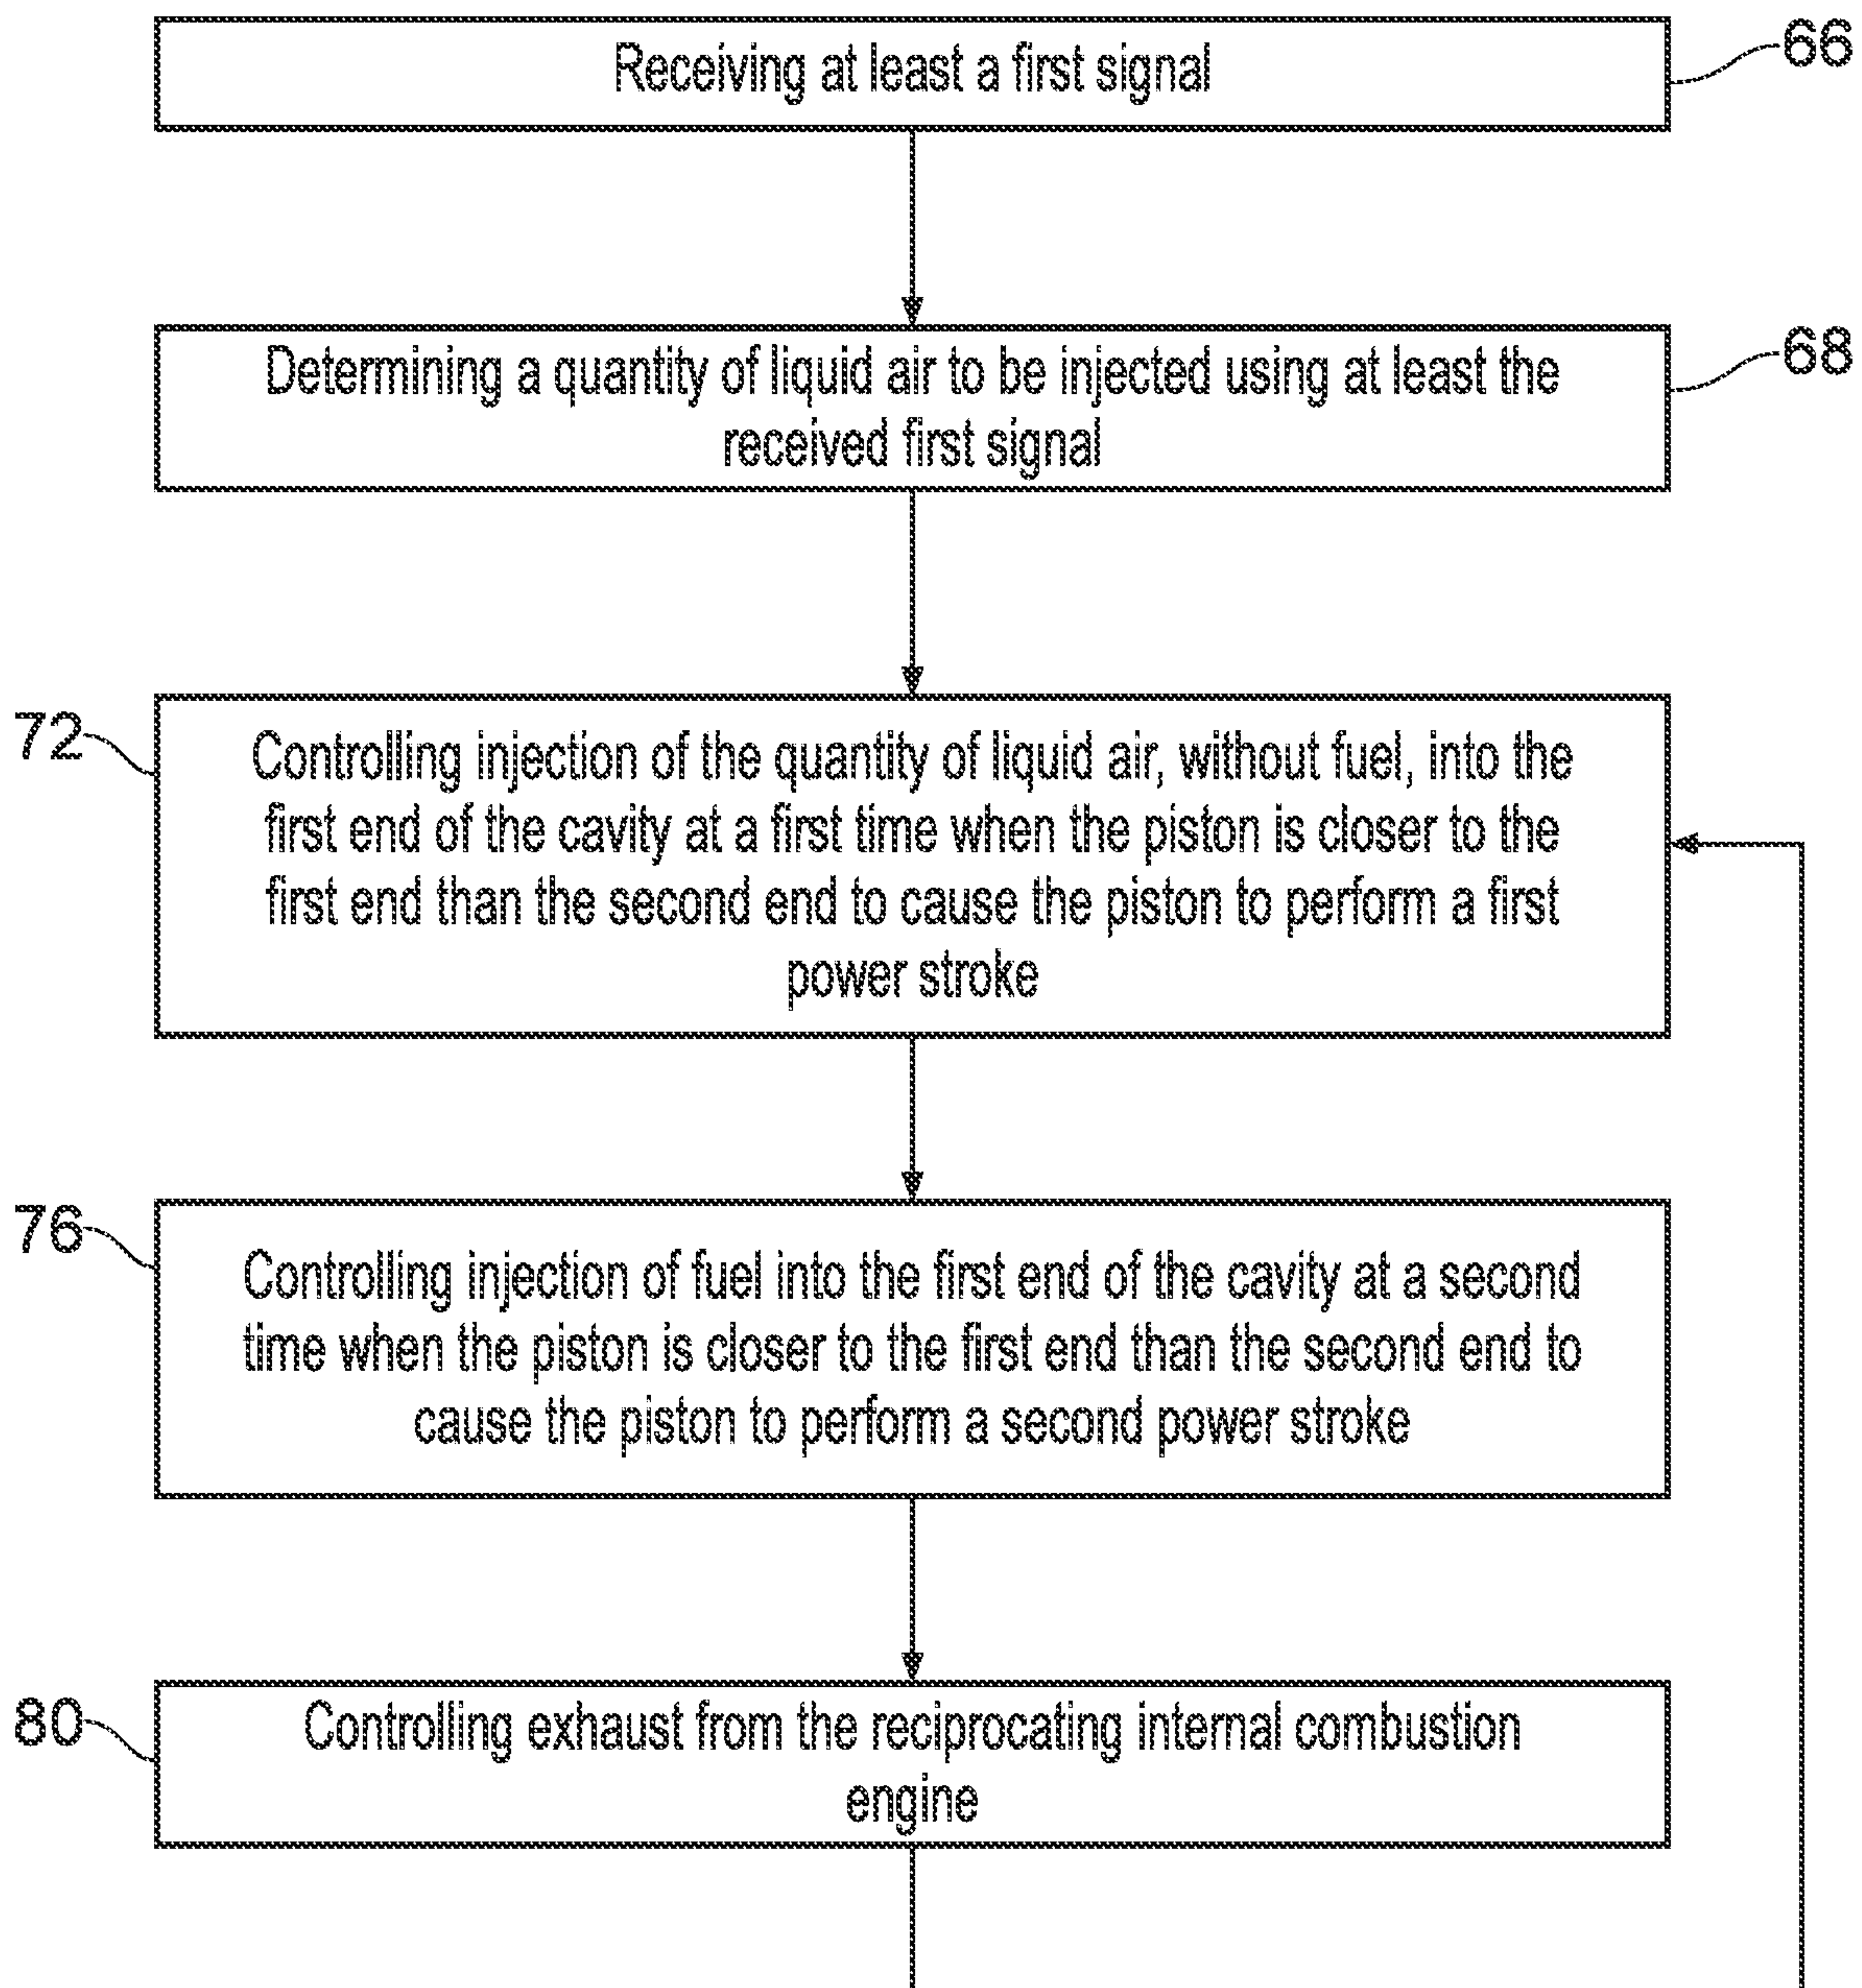 Receiving at least a first signal
66
Determining a quantity of liquid air to be injected using at least the
received first signal
68
72
Controlling injection of the quantity of liquid air, without fuel, into the
first end of the cavity at a first time when the piston is closer to the
first end than the second end to cause the piston to perform a first
power stroke
76
Controlling injection of fuel into the first end of the cavity at a second
time when the piston is closer to the first end than the second end to
cause the piston to perform a second power stroke
80
Controlling exhaust from the reciprocating internal combustion
engine